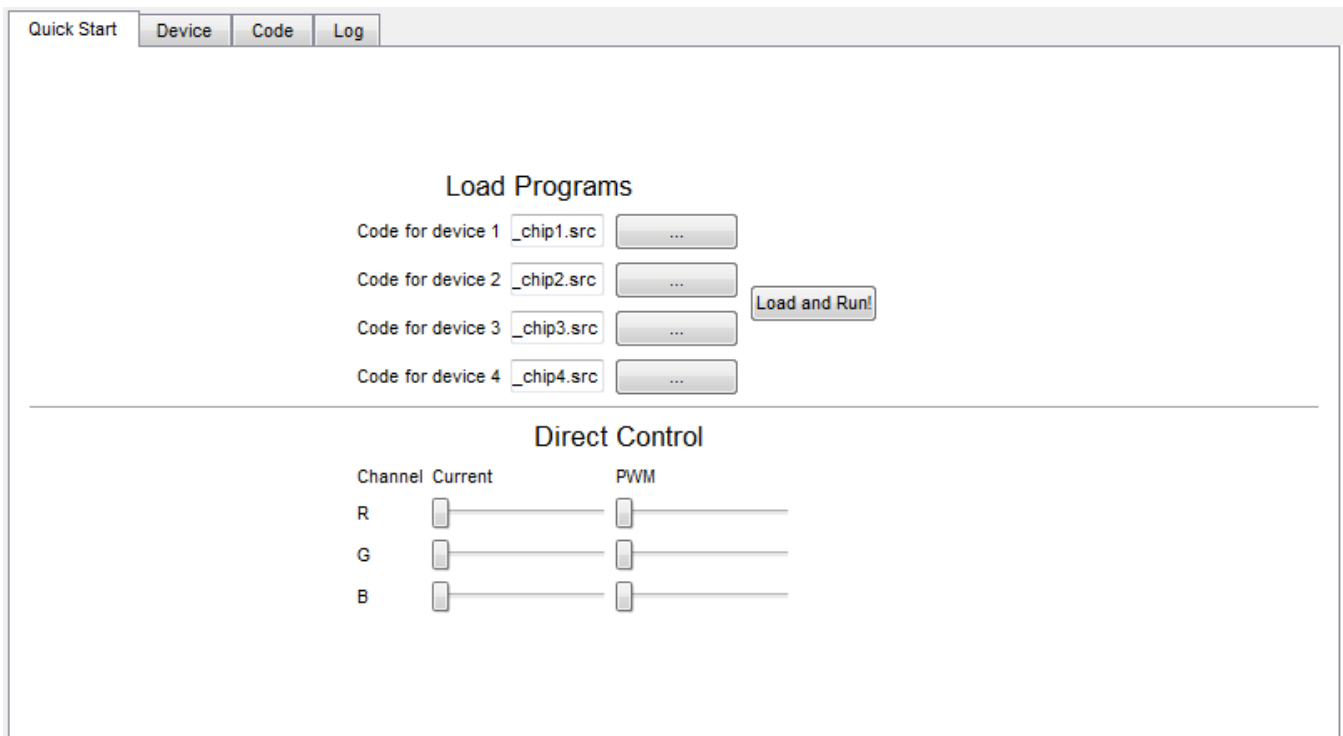 Quick Start Device Code Log
Load Programs
Code for device 1 _chip1.src ...
Code for device 2 _chip2.src ...
Load and Run!
Code for device 3 _chip3.src ...
Code for device 4 _chip4.src ...
Direct Control
Channel Current PWM
R
G
B